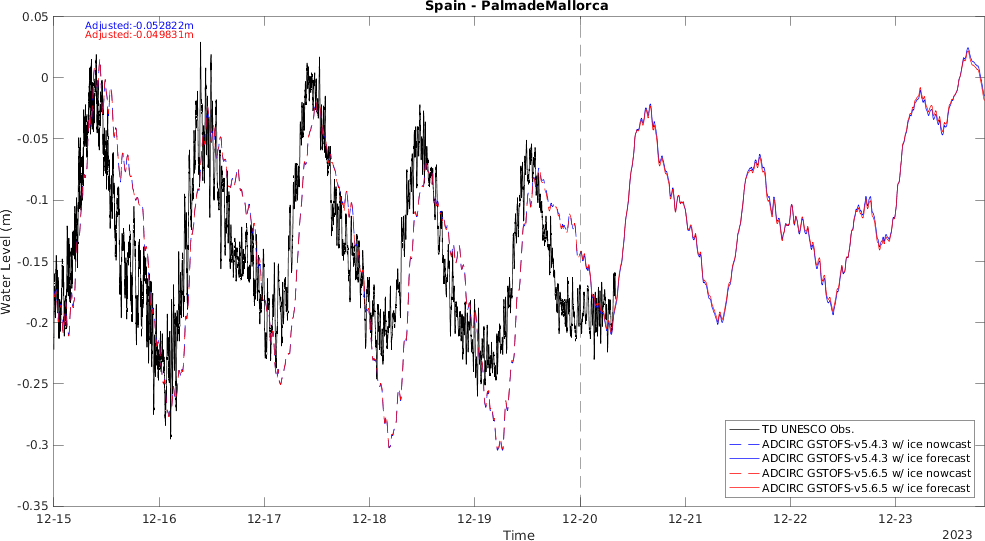 Spain - PalmadeMallorca
Adjusted:-0.052822m
Adjusted:-0.049831m
0.05
0
-0.05
-0.1
-0.15
-0.2
-0.25
-0.3
-0.35
Water Level (m)
12-15
12-16
12-17
12-18
12-19
12-20
12-21
12-22
12-23
Time
2023
TD UNESCO Obs.
ADCIRC GSTOFS-v5.4.3 w/ ice nowcast
ADCIRC GSTOFS-v5.4.3 w/ ice forecast
ADCIRC GSTOFS-v5.6.5 w/ ice nowcast
ADCIRC GSTOFS-v5.6.5 w/ ice forecast